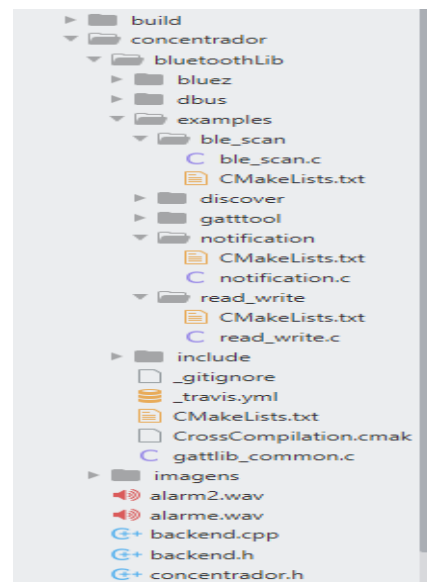 build
concentrador
bluetoothLib
bluez
dbus
examples
ble_scan
ble_scan.c
CMakeLists.txt
discover
gatttool
notification
CMakeLists.txt
notification.c
read_write
CMakeLists.txt
read_write.c
include
_gitignore
_travis.yml
CMakeLists.txt
CrossCompilation.cmak
gattlib_common.c
imagens
alarm2.wav
alarme.wav
backend.cpp
backend.h
concentrador.h